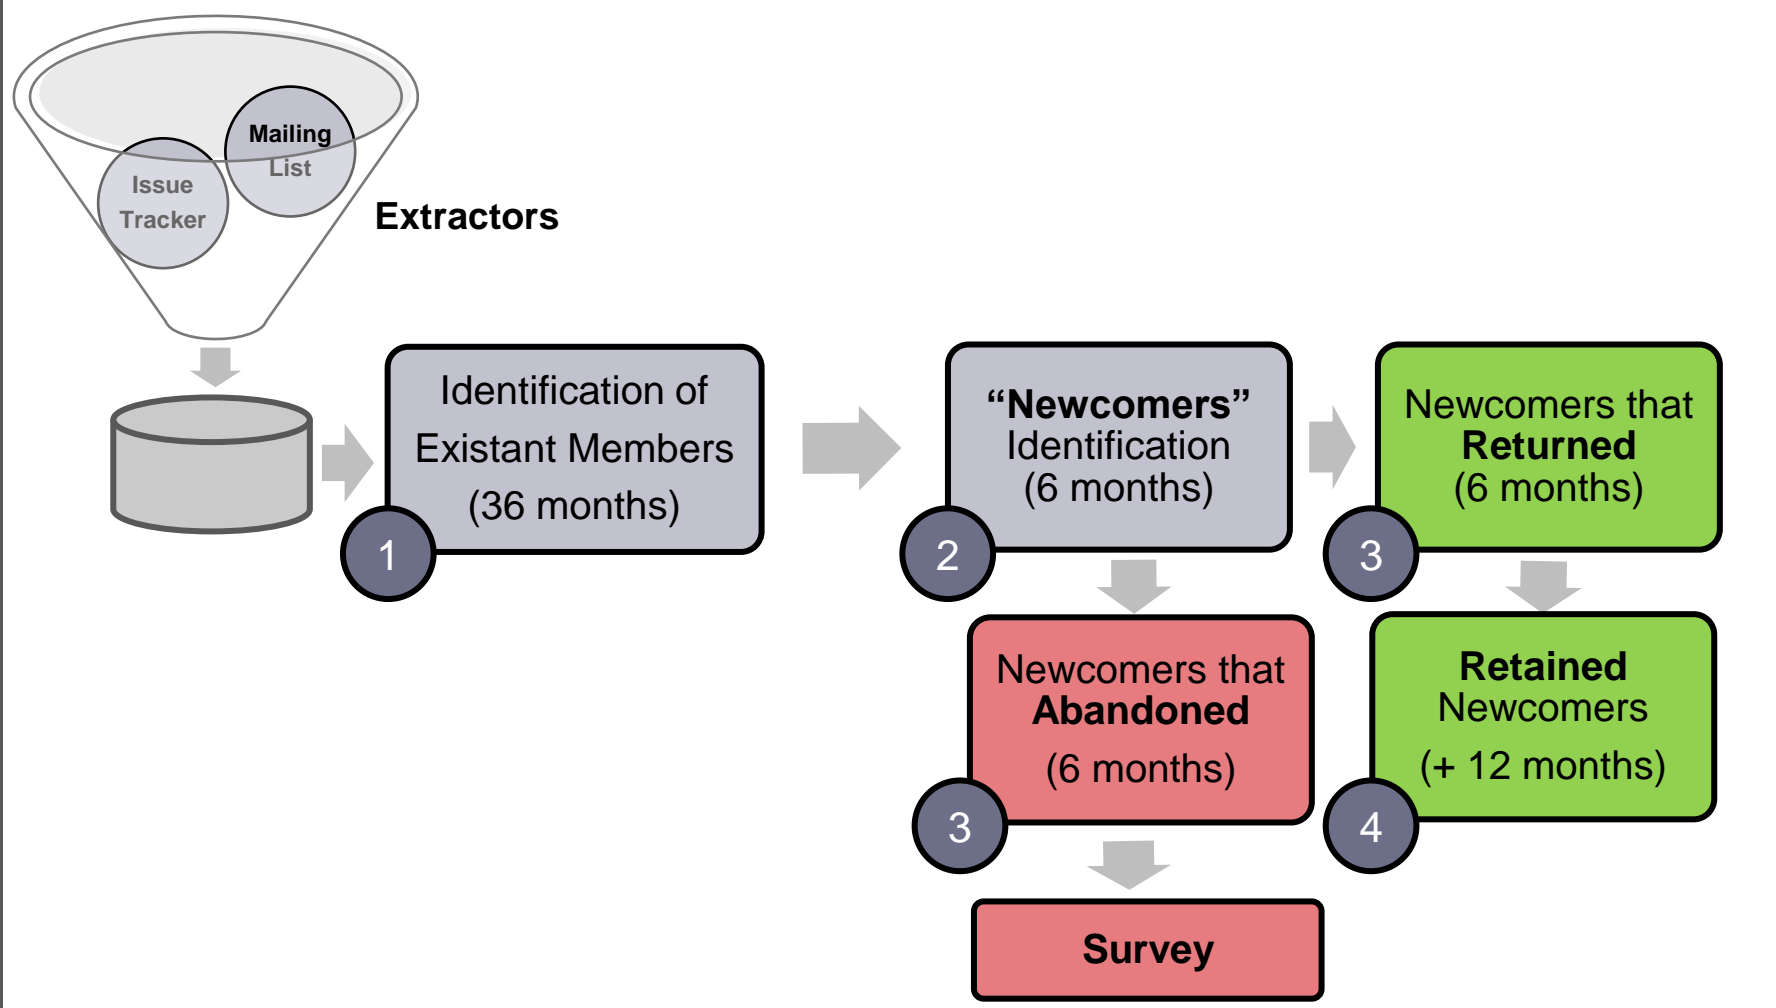 Mailing
List
Issue
Tracker
Extractors
Identification of
Existant Members
(36 months)
1
“Newcomers”
Identification
(6 months)
2
Newcomers that
Returned
(6 months)
3
Newcomers that
Abandoned
(6 months)
3
Retained
Newcomers
(+ 12 months)
4
Survey